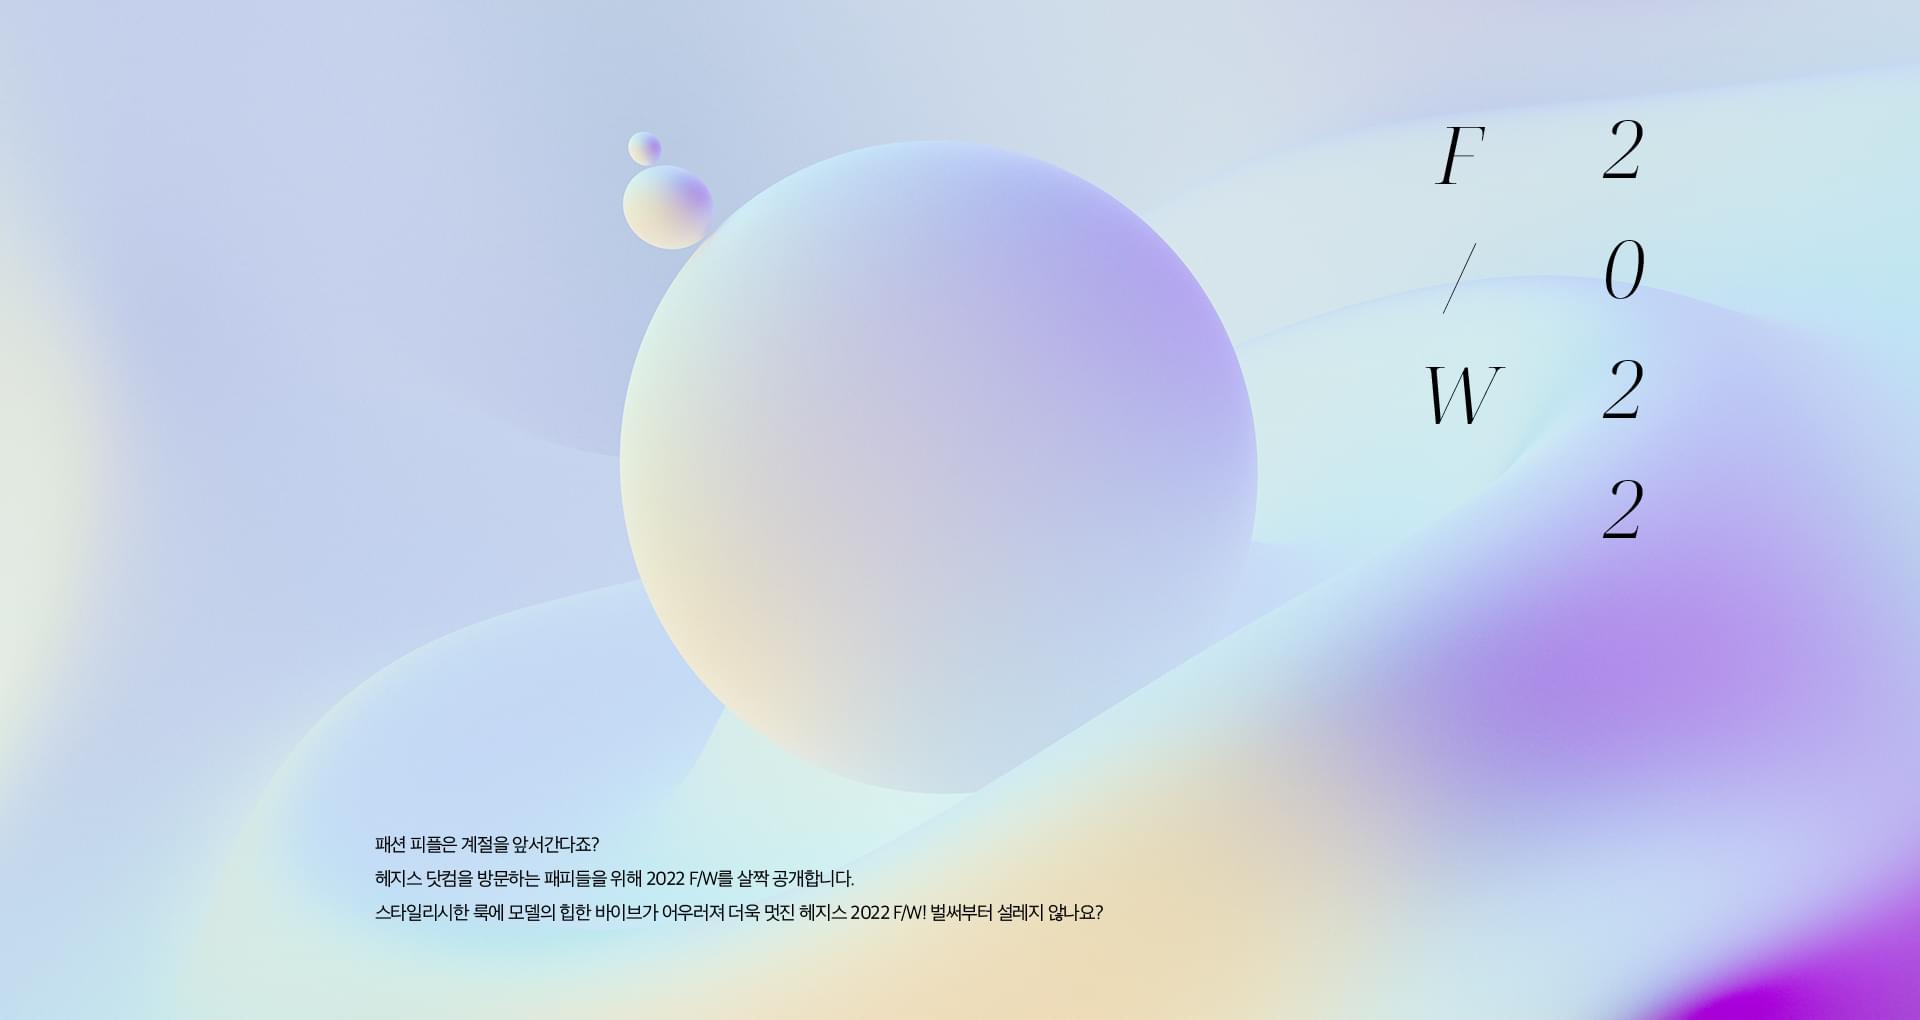 2022
F/W
패션 피플은 계절을 앞서간다죠?
헤지스 닷컴을 방문하는 패피들을 위해 2022 F/W를 살짝 공개합니다.
스타일리시한 룩에 모델의 힙한 바이브가 어우러져 더욱 멋진 헤지스 2022 F/W! 벌써부터 설레지 않나요?